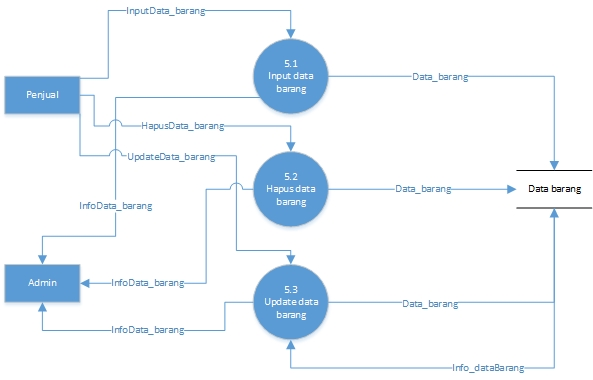 InputData_barang
5.1
Input data
barang
Data_barang
Penjual
HapusData_barang
UpdateData_barang
5.2
Hapus data
barang
Data_barang
Data barang
InfoData_barang
Admin
InfoData_barang
5.3
Update data
barang
Data_barang
InfoData_barang
Info_dataBarang